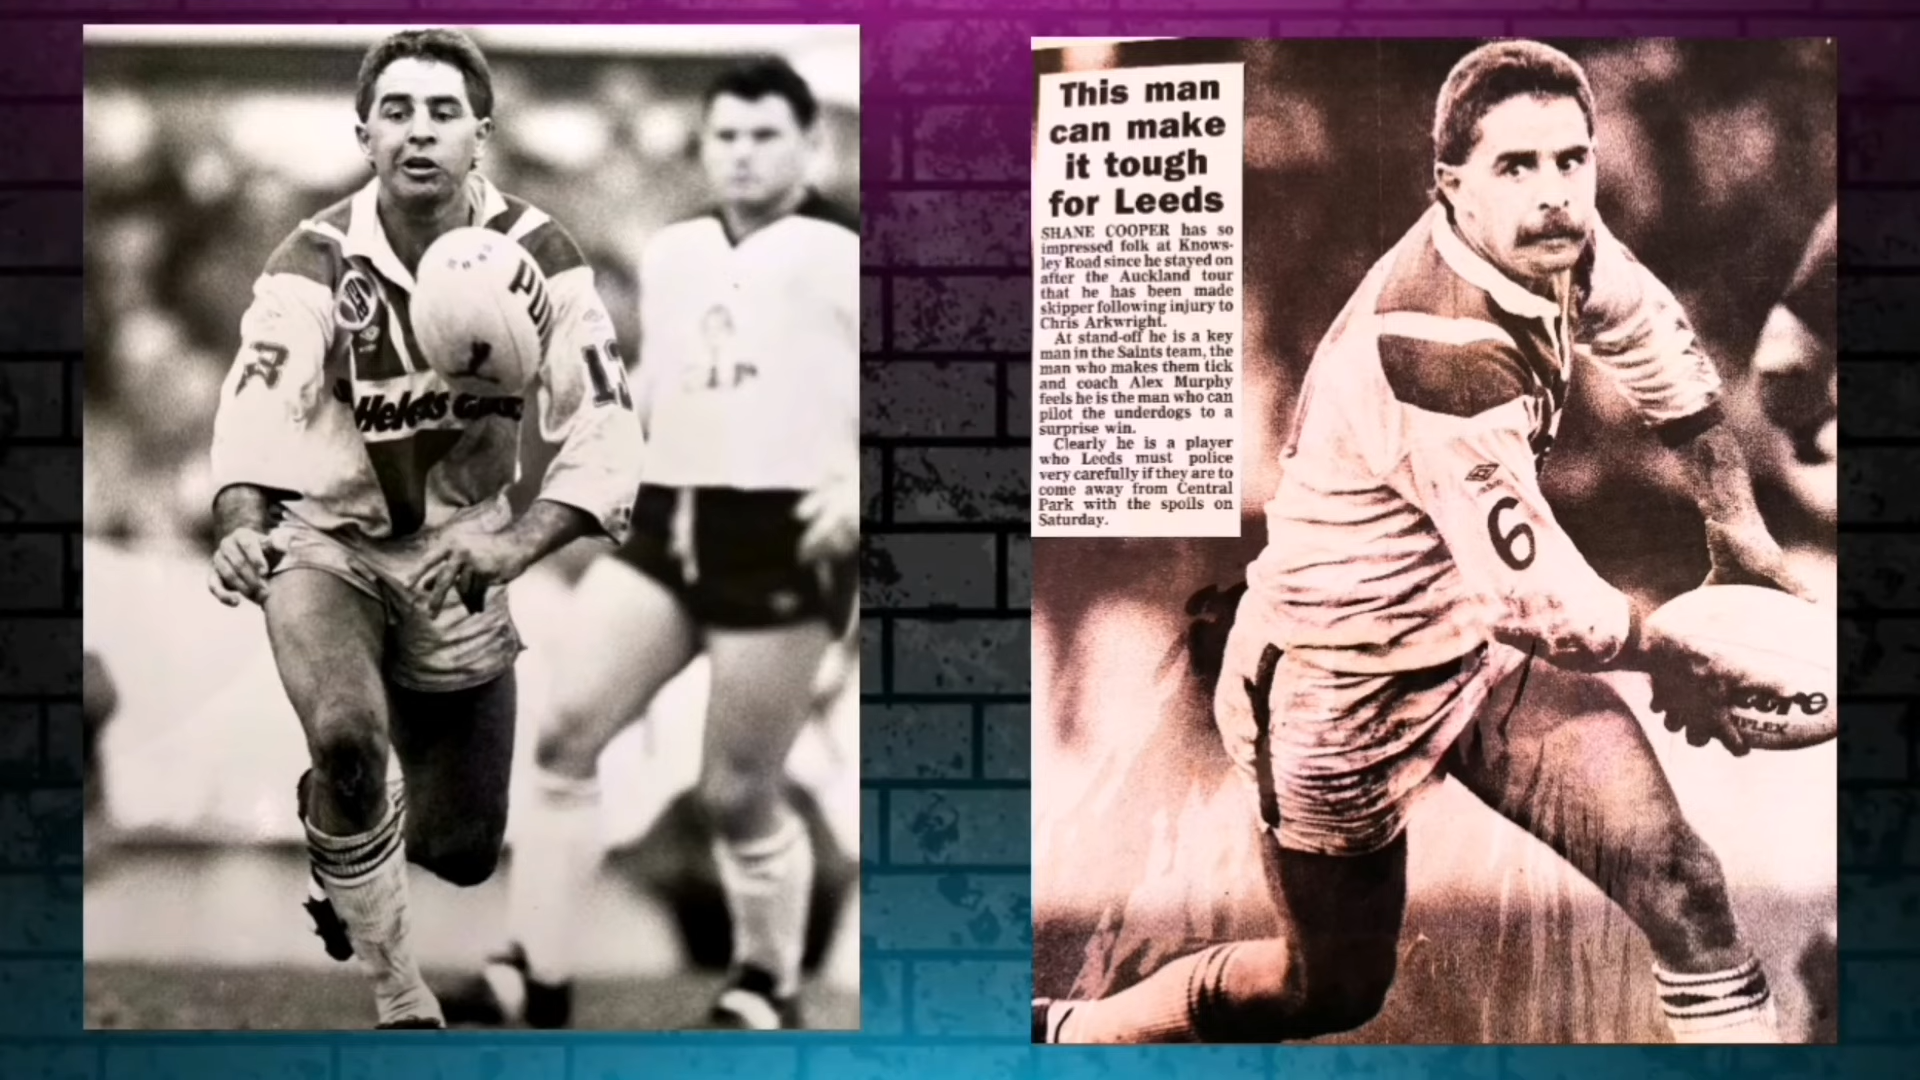 PUM
13
Helens
This man
can make
it tough
for Leeds
SHANE COOPER has so
impressed folk at Knows-
ley Road since he stayed on
after the Auckland tour
that he has been made
skipper following injury to
Chris Arkwright.
At stand-off he is a key
man in the Saints team, the
man who makes them tick
and coach Alex Murphy
feels he is the man who can
pilot the underdogs to a
surprise win.
Clearly he is a player
who Leeds must police
very carefully if they are to
come away from Central
Park with the spoils on
Saturday.
6
core